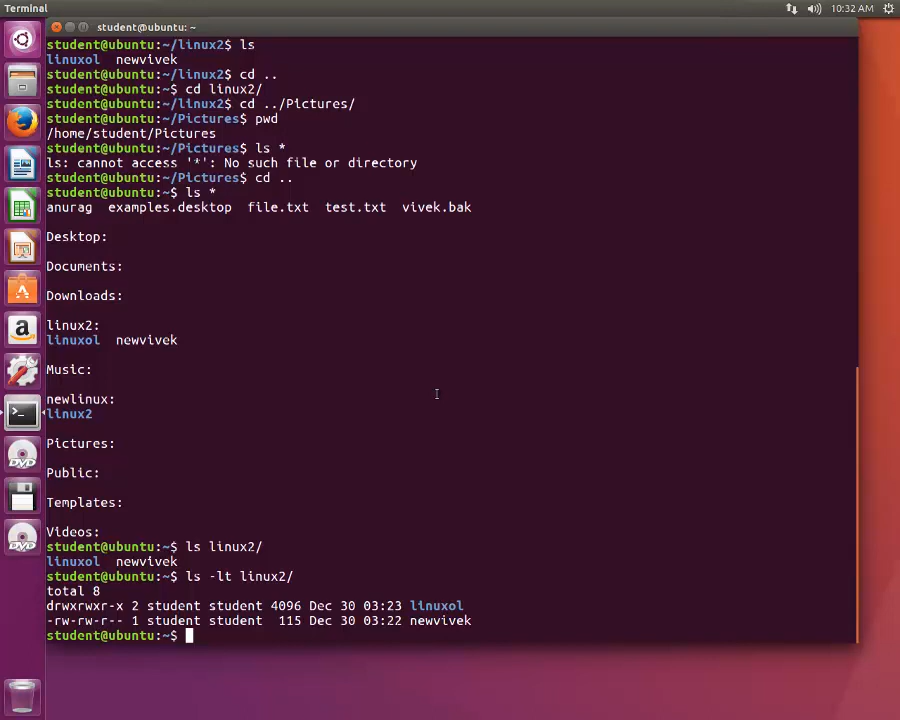 Terminal
10:32 AM
student@ubuntu: ~
student@ubuntu:~/linux2$ ls
linuxol  newvivek
student@ubuntu:~/linux2$ cd ..
student@ubuntu:~$ cd linux2/
student@ubuntu:~/linux2$ cd ../Pictures/
student@ubuntu:~/Pictures$ pwd
/home/student/Pictures
student@ubuntu:~/Pictures$ ls *
ls: cannot access '*': No such file or directory
student@ubuntu:~/Pictures$ cd ..
student@ubuntu:~$ ls *
anurag  examples.desktop  file.txt  test.txt  vivek.bak
Desktop:
Documents:
Downloads:
linux2:
linuxol  newvivek
Music:
newlinux:
linux2
Pictures:
Public:
Templates:
Videos:
student@ubuntu:~$ ls linux2/
linuxol  newvivek
student@ubuntu:~$ ls -lt linux2/
total 8
drwxrwxr-x 2 student student 4096 Dec 30 03:23 linuxol
-rw-rw-r-- 1 student student  115 Dec 30 03:22 newvivek
student@ubuntu:~$